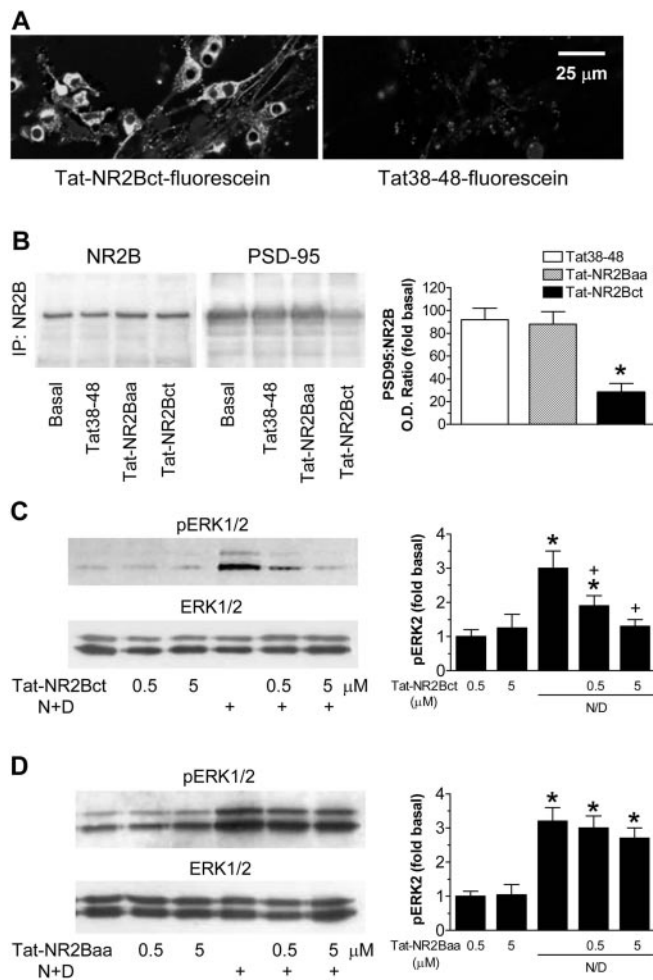 A
25 μm
Tat-NR2Bct-fluorescein Tat38-48-fluorescein
B
NR2B PSD-95
IP: NR2B
Basal
Tat38-48
Tat-NR2Baa
Tat-NR2Bct
Basal
Tat38-48
Tat-NR2Baa
Tat-NR2Bct
Tat38-48
Tat-NR2Baa
Tat-NR2Bct
PSD95:NR2B
O.D. Ratio (fold basal)
120
100
80
60
40
20
0
*
C
pERK1/2
ERK1/2
Tat-NR2Bct 0.5 5 0.5 5 μM
N+D + + +
pERK2 (fold basal)
4
3
2
1
0
* + * +
Tat-NR2Bct 0.5 5 0.5 5
(μM) N/D
D
pERK1/2
ERK1/2
Tat-NR2Baa 0.5 5 0.5 5 μM
N+D + + +
pERK2 (fold basal)
4
3
2
1
0
* * *
Tat-NR2Baa 0.5 5 0.5 5
(μM) N/D